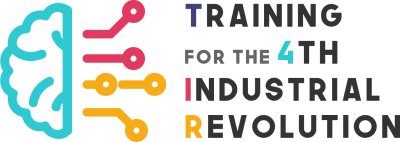 TRAINING
FOR THE 4TH
INDUSTRIAL
REVOLUTION